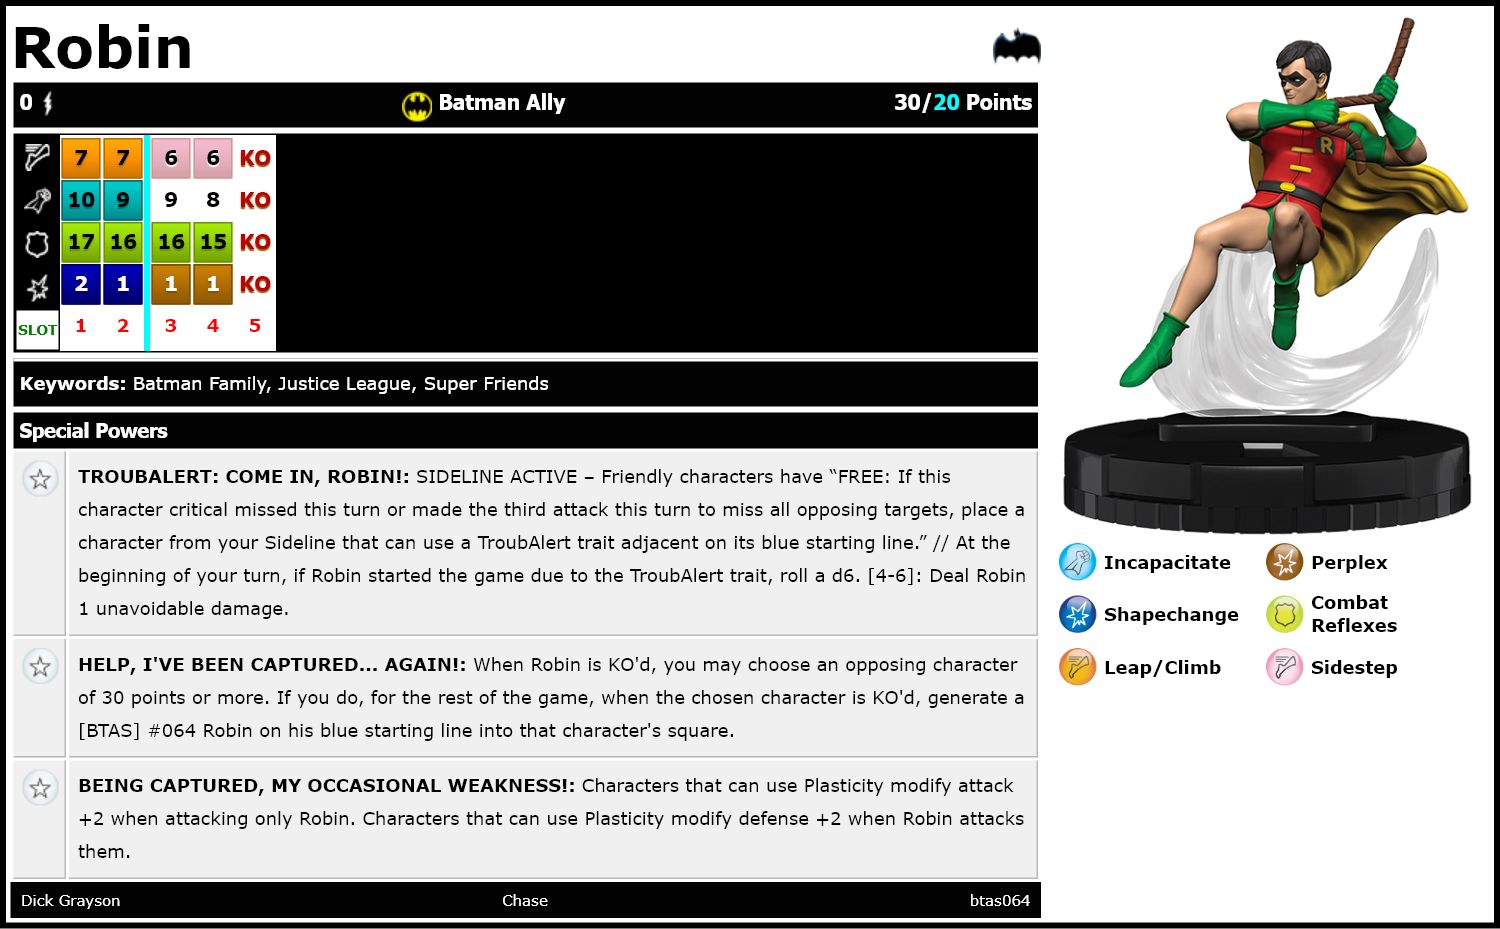 Robin
0 Batman Ally 30/20 Points
7 7 6 6 KO
10 9 9 8 KO
17 16 16 15 KO
2 1 1 1 KO
SLOT 1 2 3 4 5
Keywords: Batman Family, Justice League, Super Friends
Special Powers
TROUBALERT: COME IN, ROBIN!: SIDELINE ACTIVE – Friendly characters have “FREE: If this
character critical missed this turn or made the third attack this turn to miss all opposing targets, place a
character from your Sideline that can use a TroubAlert trait adjacent on its blue starting line.” // At the
beginning of your turn, if Robin started the game due to the TroubAlert trait, roll a d6. [4-6]: Deal Robin
1 unavoidable damage.
HELP, I'VE BEEN CAPTURED... AGAIN!: When Robin is KO'd, you may choose an opposing character
of 30 points or more. If you do, for the rest of the game, when the chosen character is KO'd, generate a
[BTAS] #064 Robin on his blue starting line into that character's square.
BEING CAPTURED, MY OCCASIONAL WEAKNESS!: Characters that can use Plasticity modify attack
+2 when attacking only Robin. Characters that can use Plasticity modify defense +2 when Robin attacks
them.
Dick Grayson Chase btas064
R
Incapacitate Perplex
Shapechange Combat
Reflexes
Leap/Climb Sidestep